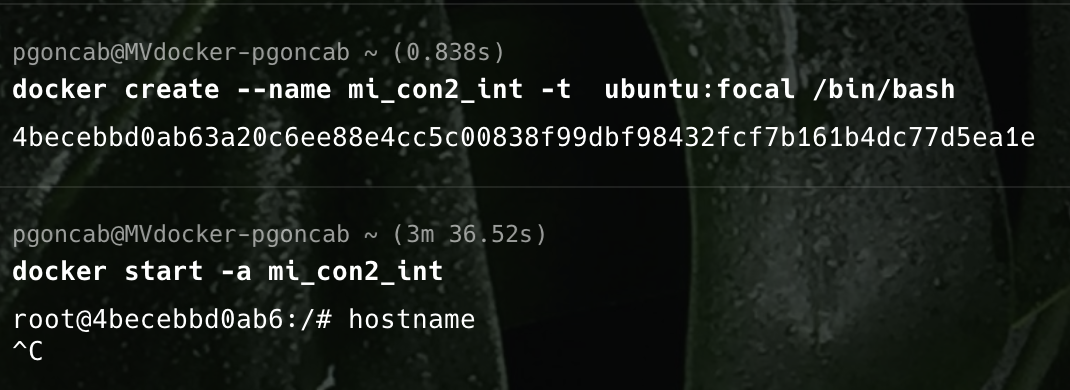 pgoncab@MVdocker-pgoncab ~ (0.838s)
docker create --name mi_con2_int -t  ubuntu:focal /bin/bash
4becebbd0ab63a20c6ee88e4cc5c00838f99dbf98432fcf7b161b4dc77d5ea1e
pgoncab@MVdocker-pgoncab ~ (3m 36.52s)
docker start -a mi_con2_int
root@4becebbd0ab6:/# hostname
^C